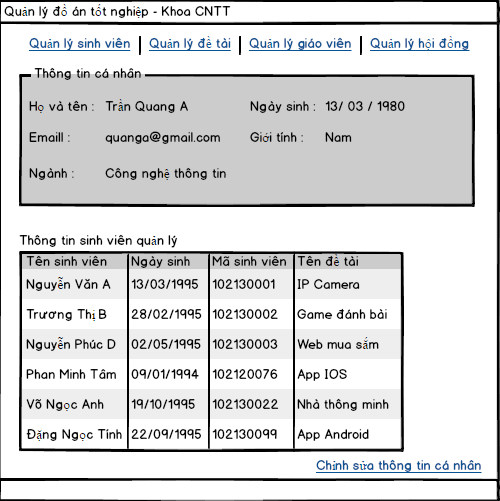 Quản lý đồ án tốt nghiệp - Khoa CNTT
Quản lý sinh viên Quản lý đề tài Quản lý giáo viên Quản lý hội đồng
Thông tin cá nhân
Họ và tên : Trần Quang A Ngày sinh : 13/ 03 / 1980
Emaill : quanga@gmail.com Giới tính : Nam
Ngành : Công nghệ thông tin
Thông tin sinh viên quản lý
Tên sinh viên Ngày sinh Mã sinh viên Tên đề tài
Nguyễn Văn A 13/03/1995 102130001 IP Camera
Trương Thị B 28/02/1995 102130002 Game đánh bài
Nguyễn Phúc D 02/05/1995 102130003 Web mua sắm
Phan Minh Tâm 09/01/1994 102120076 App IOS
Võ Ngọc Anh 19/10/1995 102130022 Nhà thông minh
Đặng Ngọc Tính 22/09/1995 102130099 App Android
Chỉnh sửa thông tin cá nhân